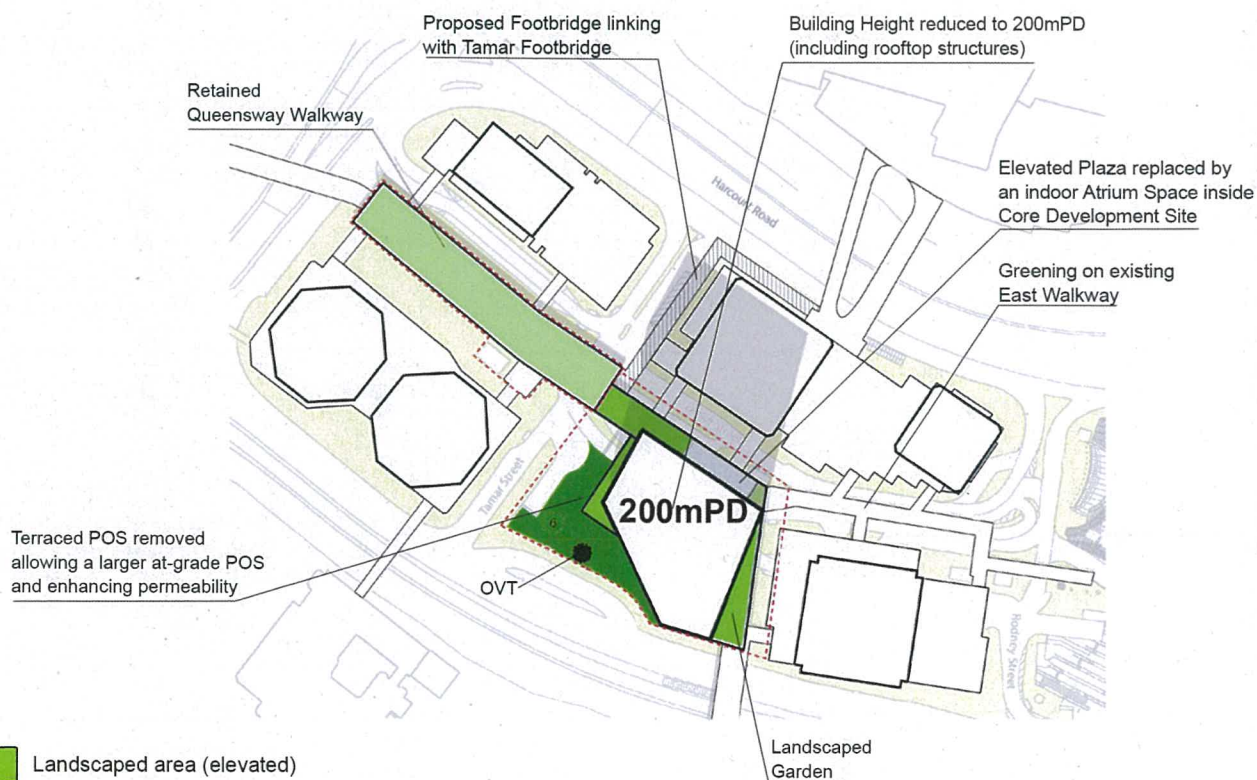 Proposed Footbridge linking
with Tamar Footbridge
Building Height reduced to 200mPD
(including rooftop structures)
Retained
Queensway Walkway
Elevated Plaza replaced by
an indoor Atrium Space inside
Core Development Site
Harcourt Road
Greening on existing
East Walkway
Tamar Street
200mPD
Terraced POS removed
allowing a larger at-grade POS
and enhancing permeability
OVT
Rodney Street
Landscaped
Garden
Landscaped area (elevated)